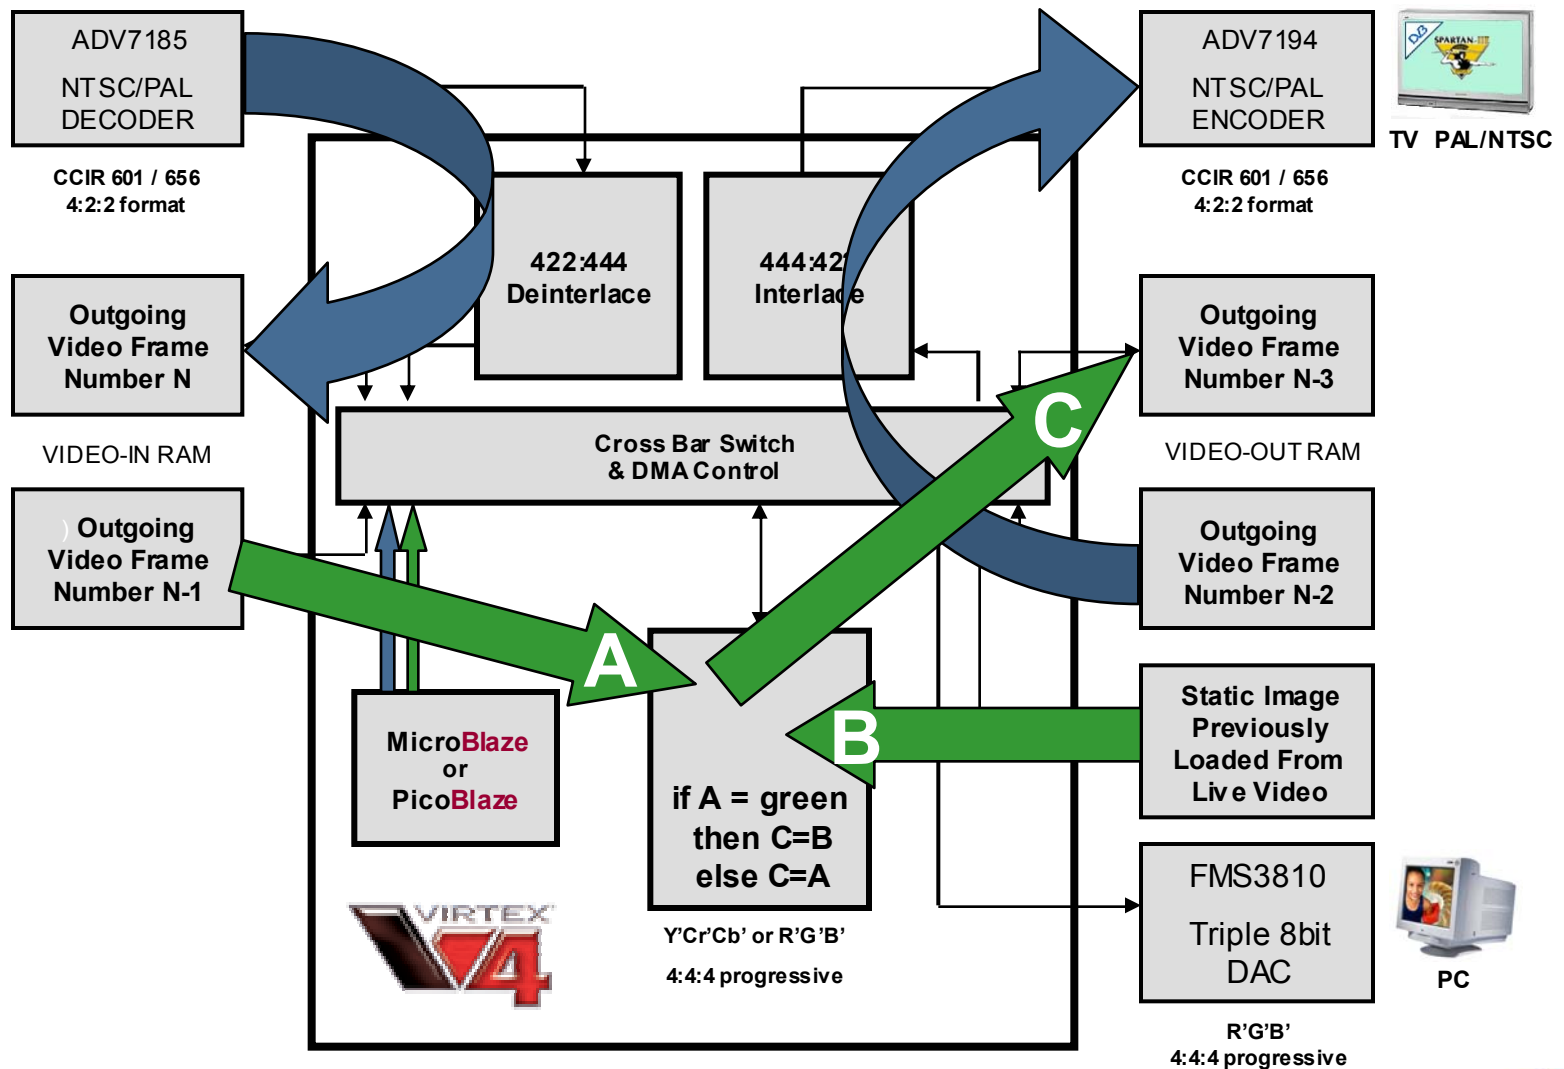 ADV7185
NTSC/PAL
DECODER
CCIR 601 / 656
4:2:2 format
Outgoing
Video Frame
Number N
VIDEO-IN RAM
) Outgoing
Video Frame
Number N-1
422:444
Deinterlace
444:42
Interlace
Cross Bar Switch
& DMA Control
MicroBlaze
or
PicoBlaze
VIRTEX
4
A
B
C
if A = green
then C=B
else C=A
Y'Cr'Cb' or R'G'B'
4:4:4 progressive
ADV7194
NTSC/PAL
ENCODER
CCIR 601 / 656
4:2:2 format
DVB
SPARTAN-III
TV PAL/NTSC
Outgoing
Video Frame
Number N-3
VIDEO-OUT RAM
Outgoing
Video Frame
Number N-2
Static Image
Previously
Loaded From
Live Video
FMS3810
Triple 8bit
DAC
PC
R'G'B'
4:4:4 progressive